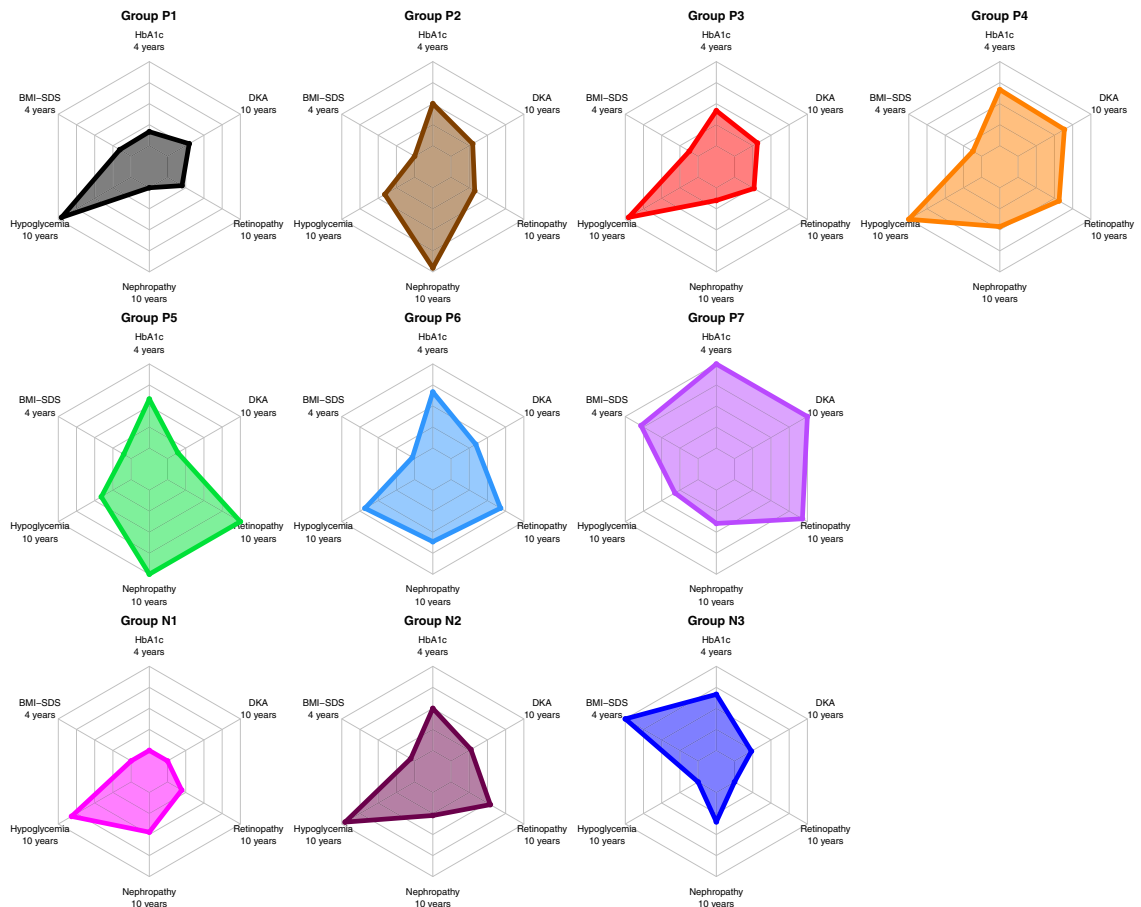 Group P1
HbA1c
4 years
DKA
10 years
Retinopathy
10 years
Nephropathy
10 years
Hypoglycemia
10 years
BMI−SDS
4 years
Group P2
HbA1c
4 years
DKA
10 years
Retinopathy
10 years
Nephropathy
10 years
Hypoglycemia
10 years
BMI−SDS
4 years
Group P3
HbA1c
4 years
DKA
10 years
Retinopathy
10 years
Nephropathy
10 years
Hypoglycemia
10 years
BMI−SDS
4 years
Group P4
HbA1c
4 years
DKA
10 years
Retinopathy
10 years
Nephropathy
10 years
Hypoglycemia
10 years
BMI−SDS
4 years
Group P5
HbA1c
4 years
DKA
10 years
Retinopathy
10 years
Nephropathy
10 years
Hypoglycemia
10 years
BMI−SDS
4 years
Group P6
HbA1c
4 years
DKA
10 years
Retinopathy
10 years
Nephropathy
10 years
Hypoglycemia
10 years
BMI−SDS
4 years
Group P7
HbA1c
4 years
DKA
10 years
Retinopathy
10 years
Nephropathy
10 years
Hypoglycemia
10 years
BMI−SDS
4 years
Group N1
HbA1c
4 years
DKA
10 years
Retinopathy
10 years
Nephropathy
10 years
Hypoglycemia
10 years
BMI−SDS
4 years
Group N2
HbA1c
4 years
DKA
10 years
Retinopathy
10 years
Nephropathy
10 years
Hypoglycemia
10 years
BMI−SDS
4 years
Group N3
HbA1c
4 years
DKA
10 years
Retinopathy
10 years
Nephropathy
10 years
Hypoglycemia
10 years
BMI−SDS
4 years